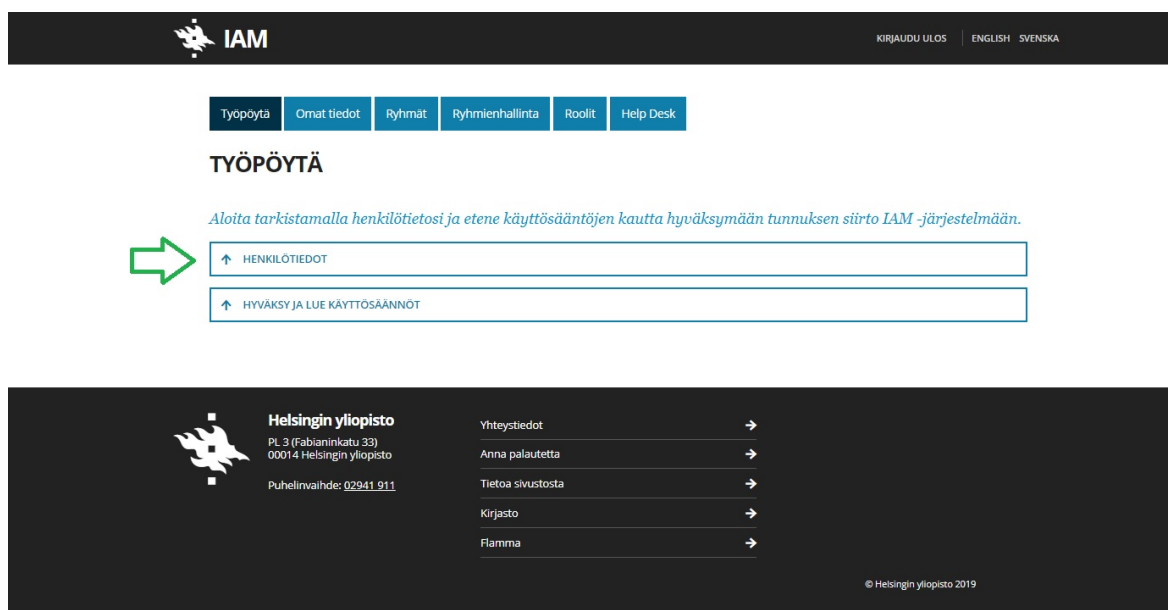 IAM
KIRJAUDU ULOS ENGLISH SVENSKA
Työpöytä Omat tiedot Ryhmät Ryhmienhallinta Roolit Help Desk
TYÖPÖYTÄ
Aloita tarkistamalla henkilötietosi ja etene käyttösääntöjen kautta hyväksymään tunnuksen siirto IAM -järjestelmään.
HENKILÖTIEDOT
HYVÄKSY JA LUE KÄYTTÖSÄÄNNÖT
Helsingin yliopisto
PL 3 (Fabianinkatu 33)
00014 Helsingin yliopisto
Puhelinvaihde: 02941 911
Yhteystiedot
Anna palautetta
Tietoa sivustosta
Kirjasto
Flamma
© Helsingin yliopisto 2019